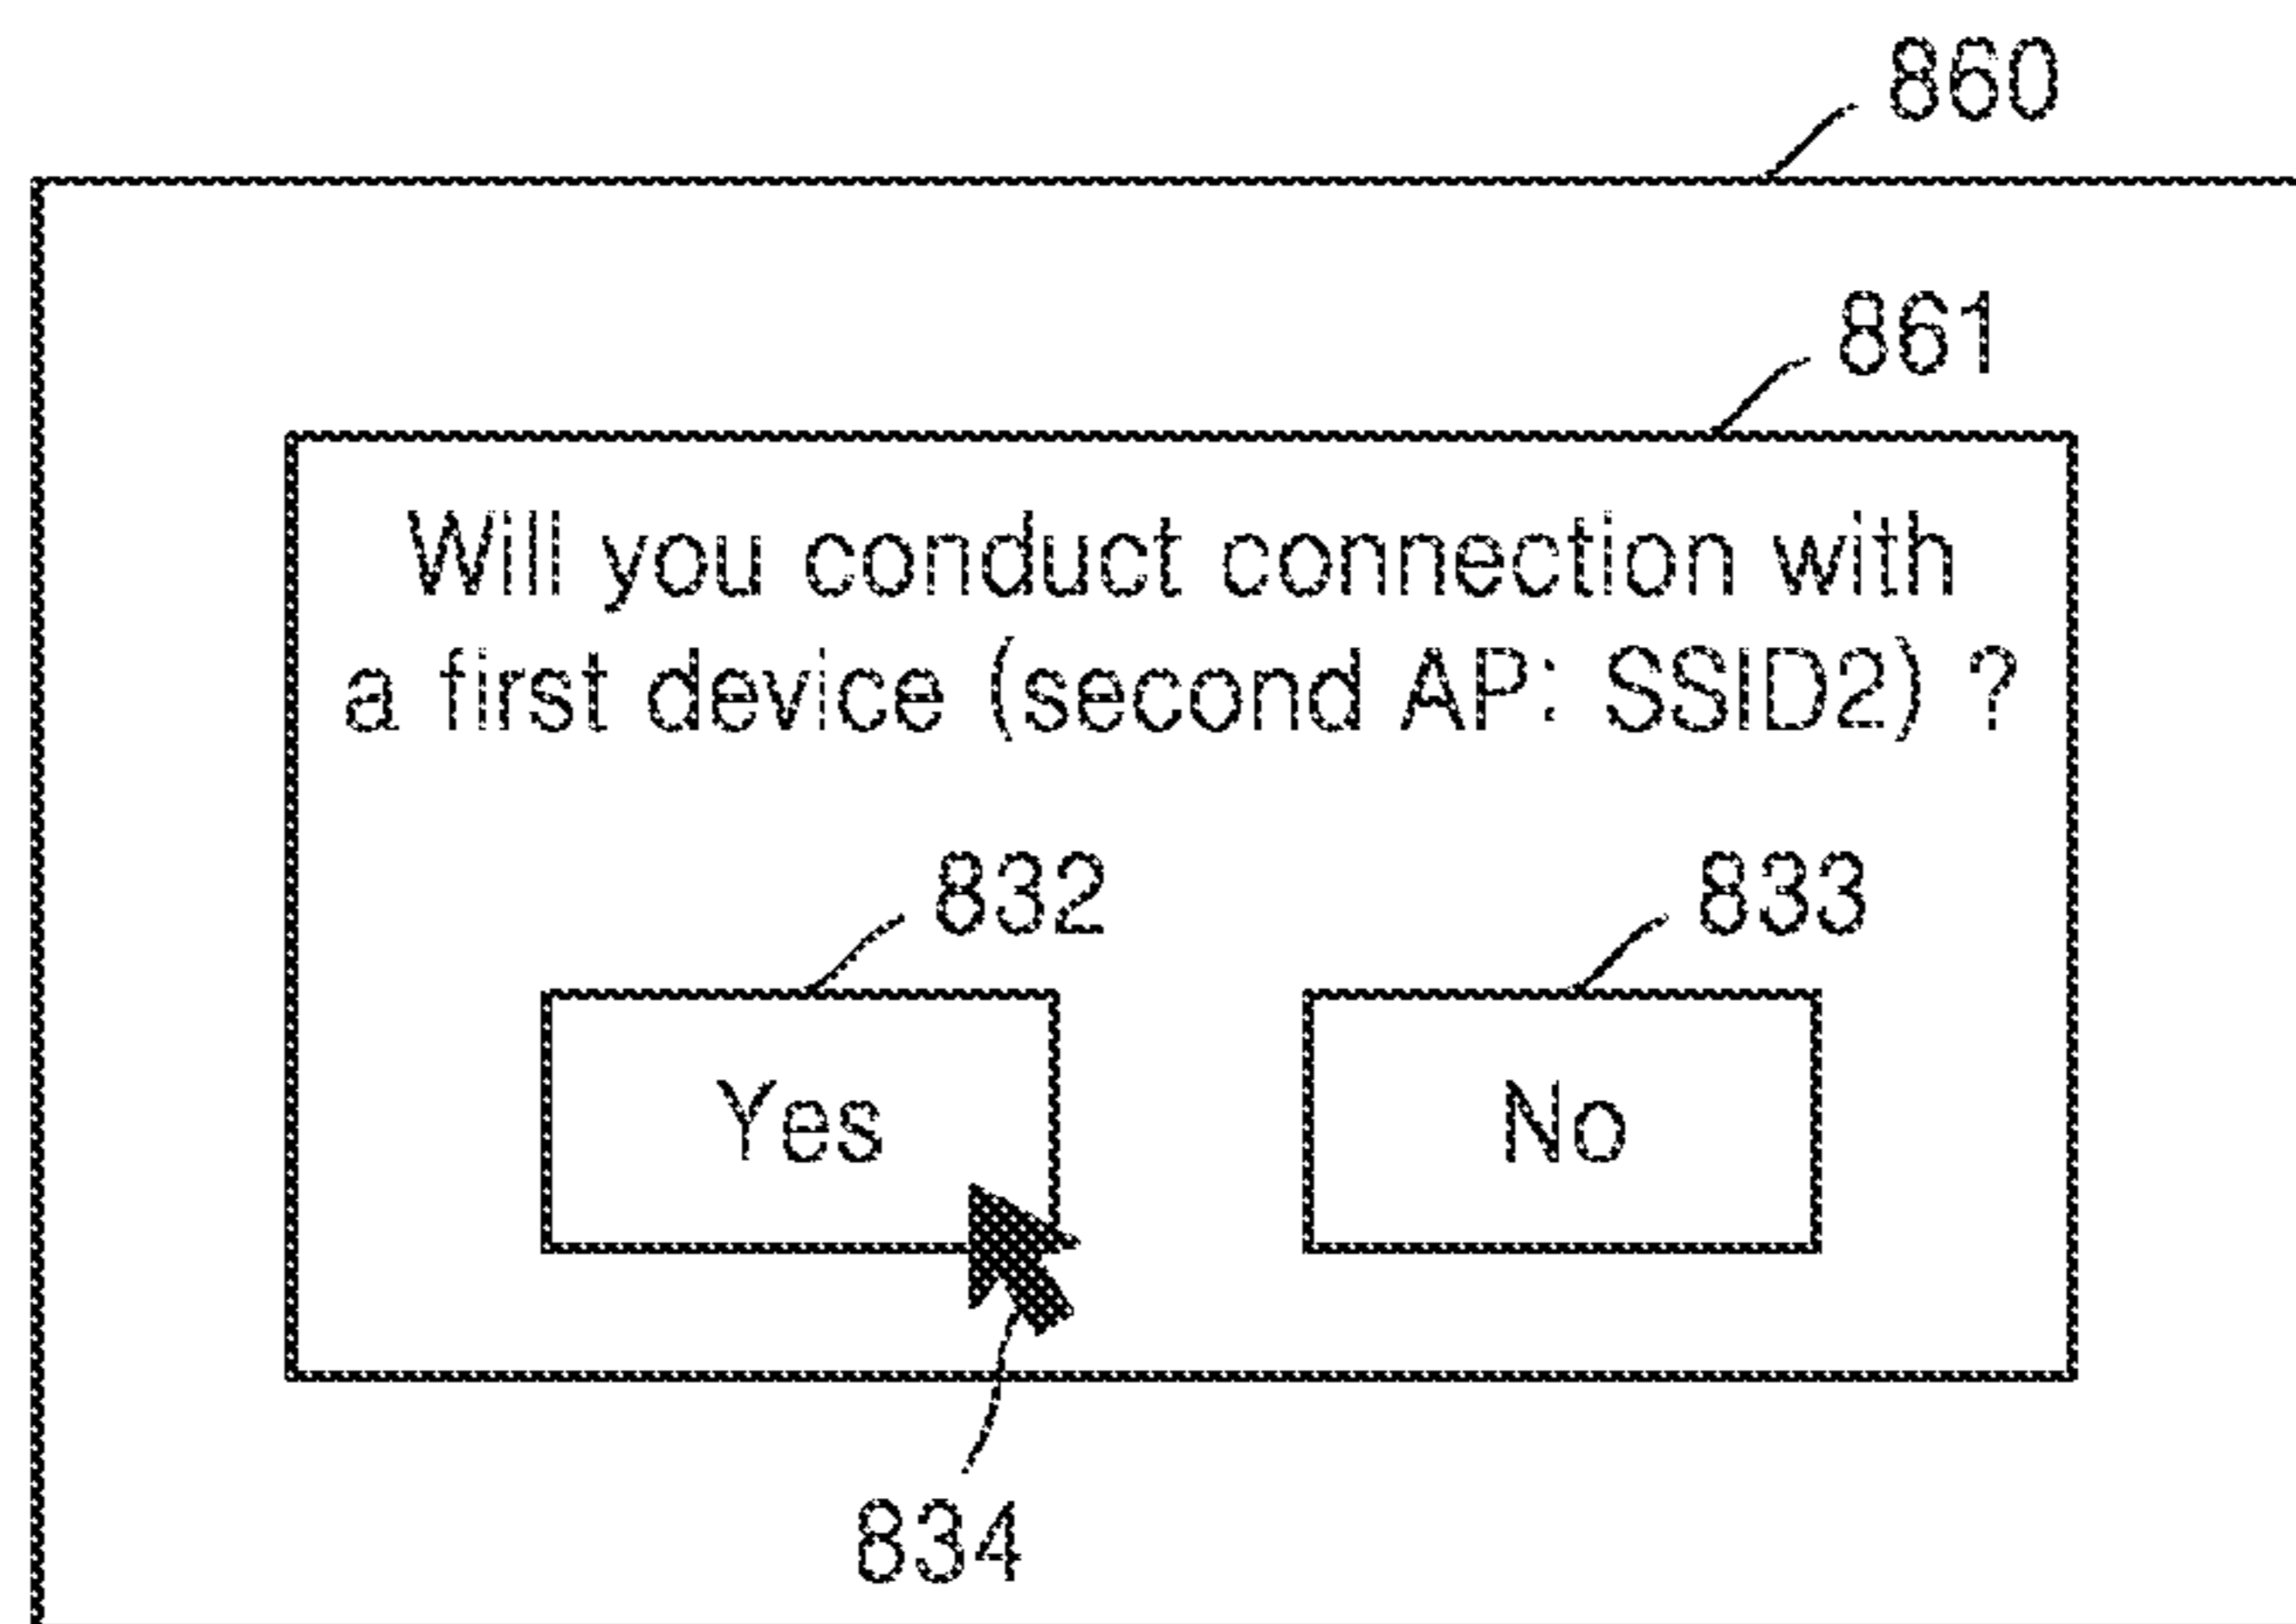 860
861
Will you conduct connection with
a first device (second AP: SSID2) ?
832 833
Yes No
834